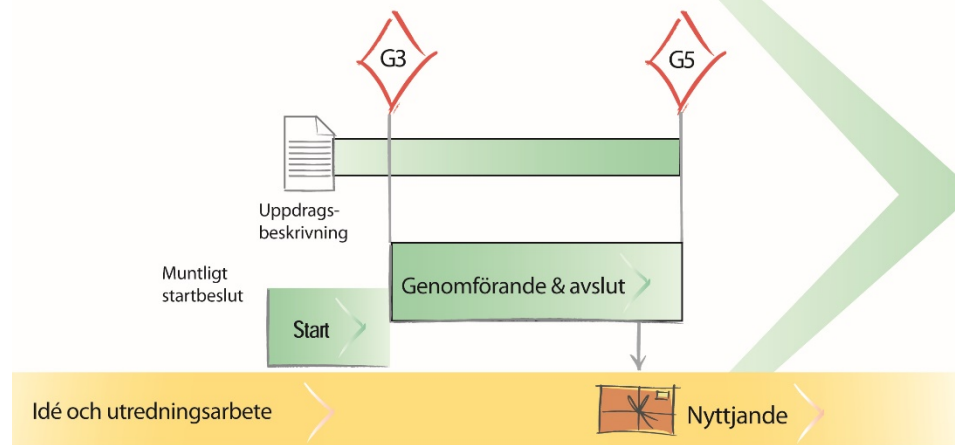 G3
G5
Uppdrags-
beskrivning
Muntligt
startbeslut
Genomförande & avslut
Start
Idé och utredningsarbete
Nyttjande